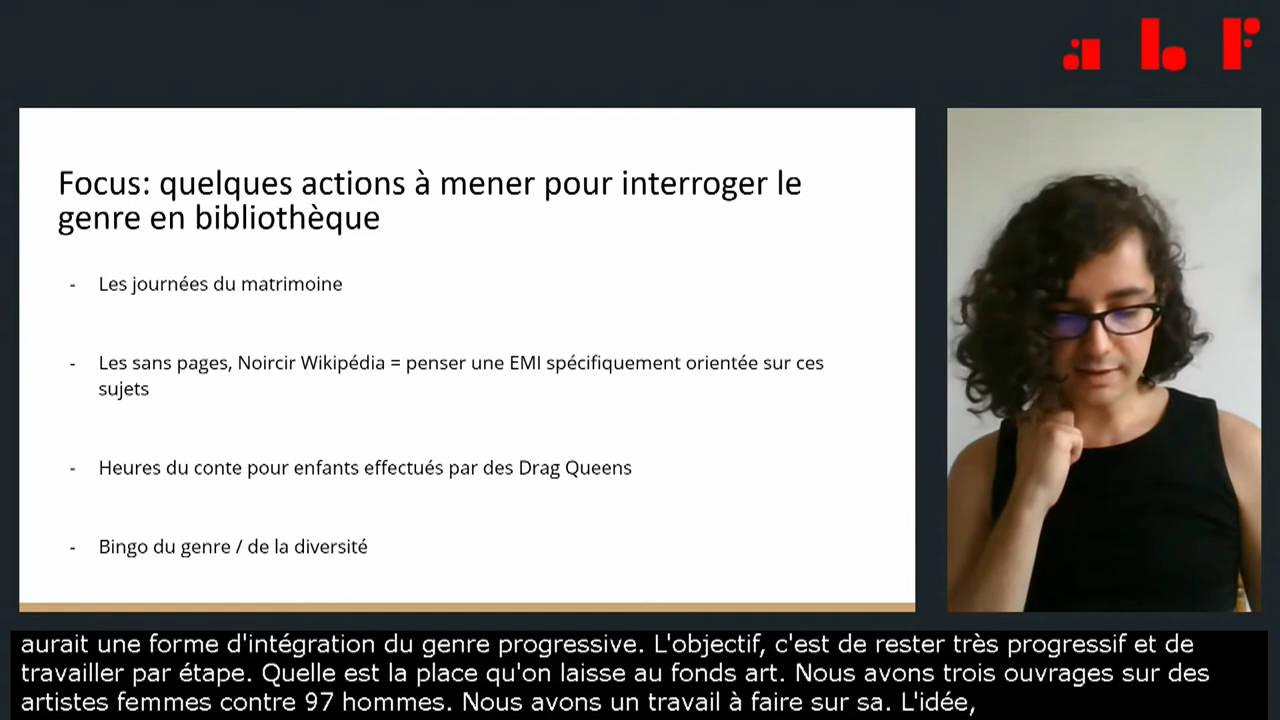 abF
Focus: quelques actions à mener pour interroger le
genre en bibliothèque
- Les journées du matrimoine
- Les sans pages, Noircir Wikipédia = penser une EMI spécifiquement orientée sur ces
sujets
- Heures du conte pour enfants effectués par des Drag Queens
- Bingo du genre / de la diversité
aurait une forme d'intégration du genre progressive. L'objectif, c'est de rester très progressif et de
travailler par étape. Quelle est la place qu'on laisse au fonds art. Nous avons trois ouvrages sur des
artistes femmes contre 97 hommes. Nous avons un travail à faire sur sa. L'idée,